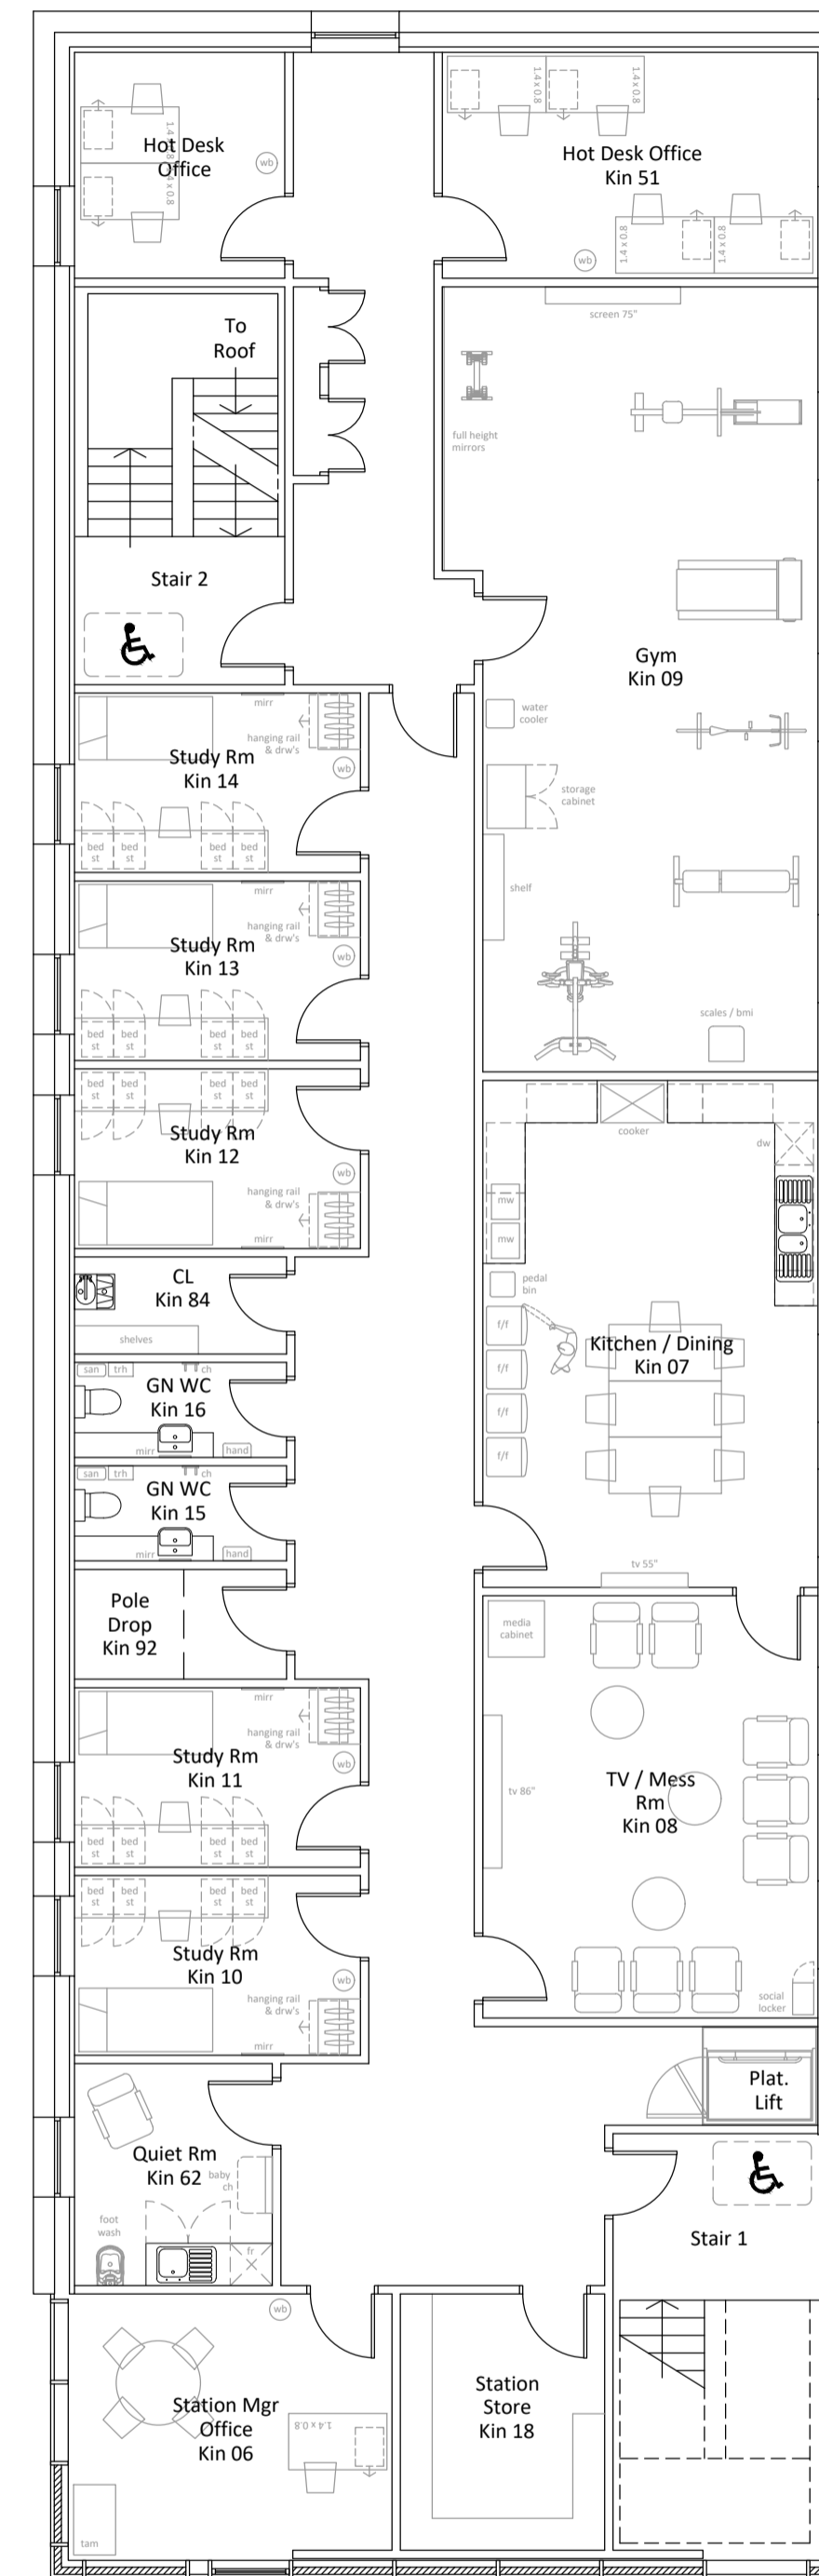 1.4 x 0.8
1.4 x 0.8
Hot Desk
Office
wb
1.4 x 0.8
1.4 x 0.8
Hot Desk Office
Kin 51
1.4 x 0.8
1.4 x 0.8
wb
To
Roof
Stair 2
screen 75"
full height
mirrors
Gym
Kin 09
water
cooler
storage
cabinet
shelf
scales / bmi
mirr
hanging rail
& drw's
Study Rm
Kin 14
wb
bed
st
bed
st
bed
st
bed
st
mirr
hanging rail
& drw's
Study Rm
Kin 13
wb
bed
st
bed
st
bed
st
bed
st
bed
st
bed
st
bed
st
bed
st
Study Rm
Kin 12
wb
hanging rail
& drw's
mirr
cooker
dw
mw
mw
pedal
bin
f/f
f/f
f/f
f/f
Kitchen / Dining
Kin 07
tv 55"
CL
Kin 84
shelves
san
trh
ch
GN WC
Kin 16
mirr
hand
san
trh
ch
GN WC
Kin 15
mirr
hand
Pole
Drop
Kin 92
media
cabinet
tv 86"
TV / Mess
Rm
Kin 08
social
locker
mirr
hanging rail
& drw's
Study Rm
Kin 11
wb
bed
st
bed
st
bed
st
bed
st
bed
st
bed
st
bed
st
bed
st
Study Rm
Kin 10
wb
hanging rail
& drw's
mirr
Plat.
Lift
Quiet Rm
Kin 62
baby
ch
foot
wash
fr
Stair 1
wb
Station Mgr
Office
Kin 06
1.4 x 0.8
tam
Station
Store
Kin 18